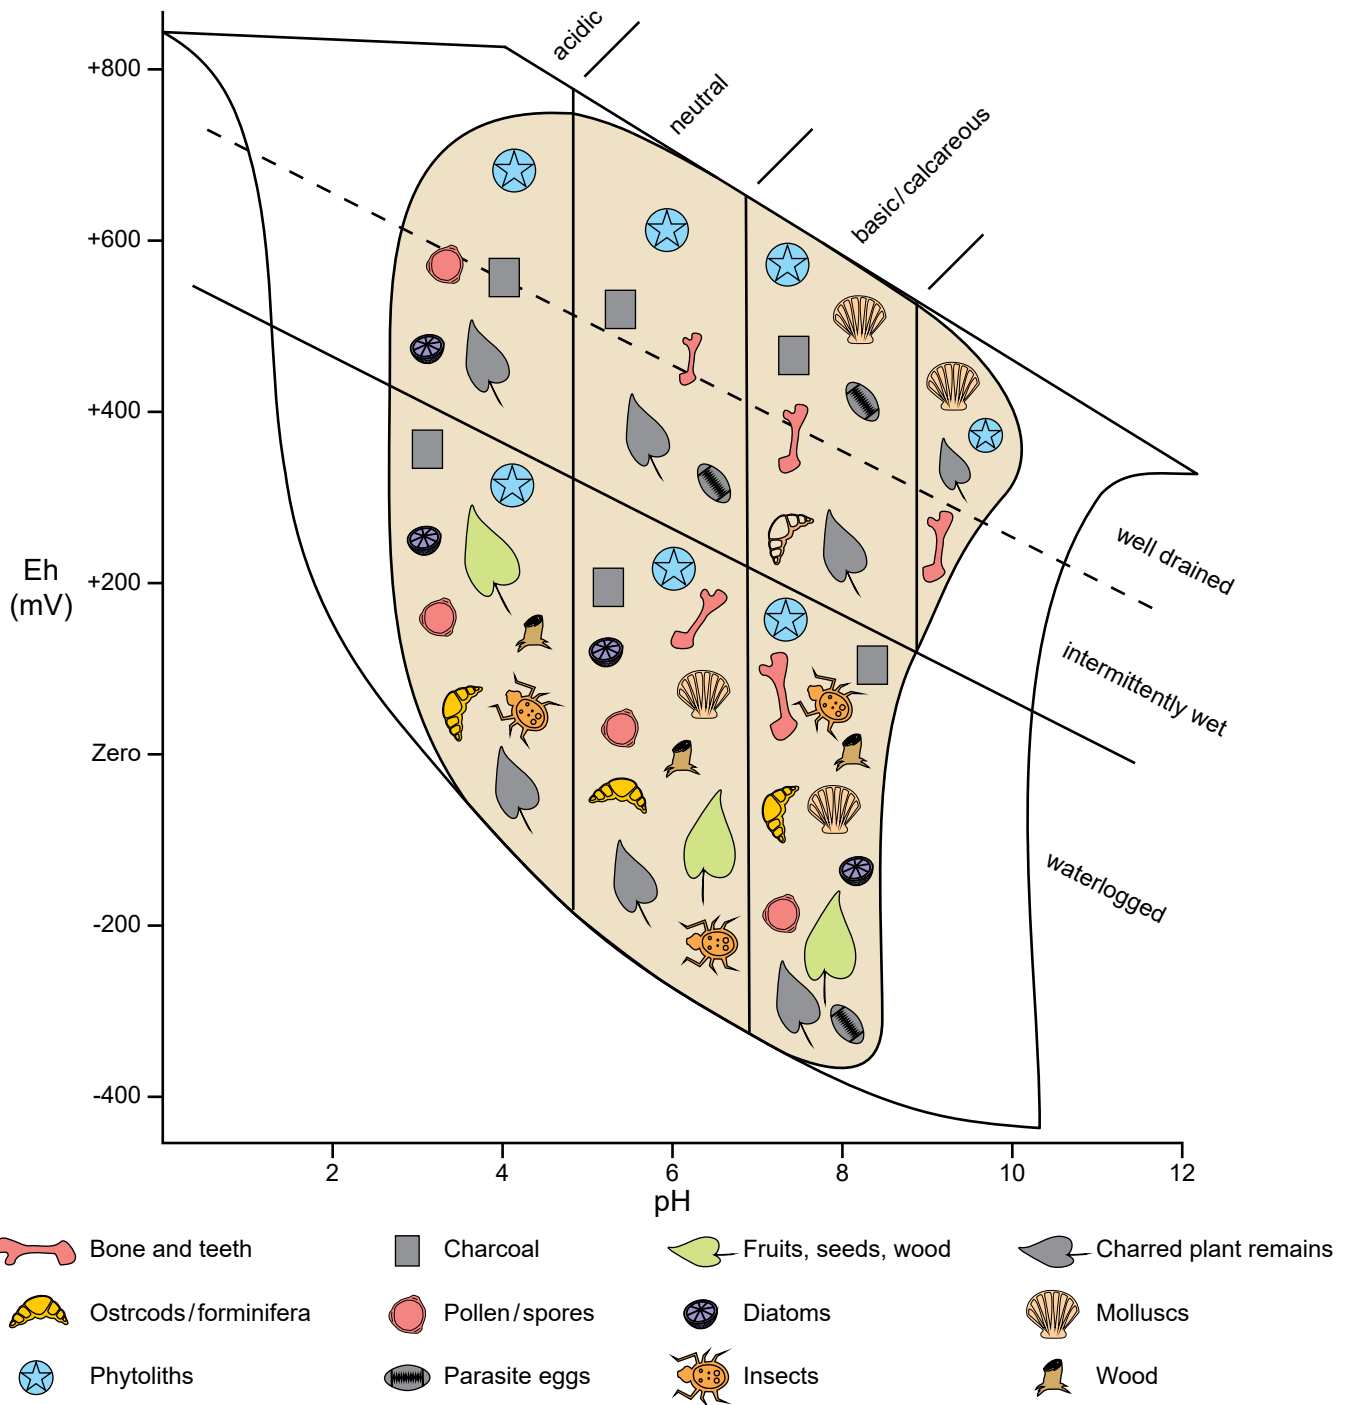 acidic
neutral
basic/calcareous
+800
+600
+400
+200
Zero
-200
-400
Eh
(mV)
well drained
intermittently wet
waterlogged
2
4
6
8
10
12
pH
Bone and teeth
Charcoal
Fruits, seeds, wood
Charred plant remains
Ostrcods/forminifera
Pollen/spores
Diatoms
Molluscs
Phytoliths
Parasite eggs
Insects
Wood